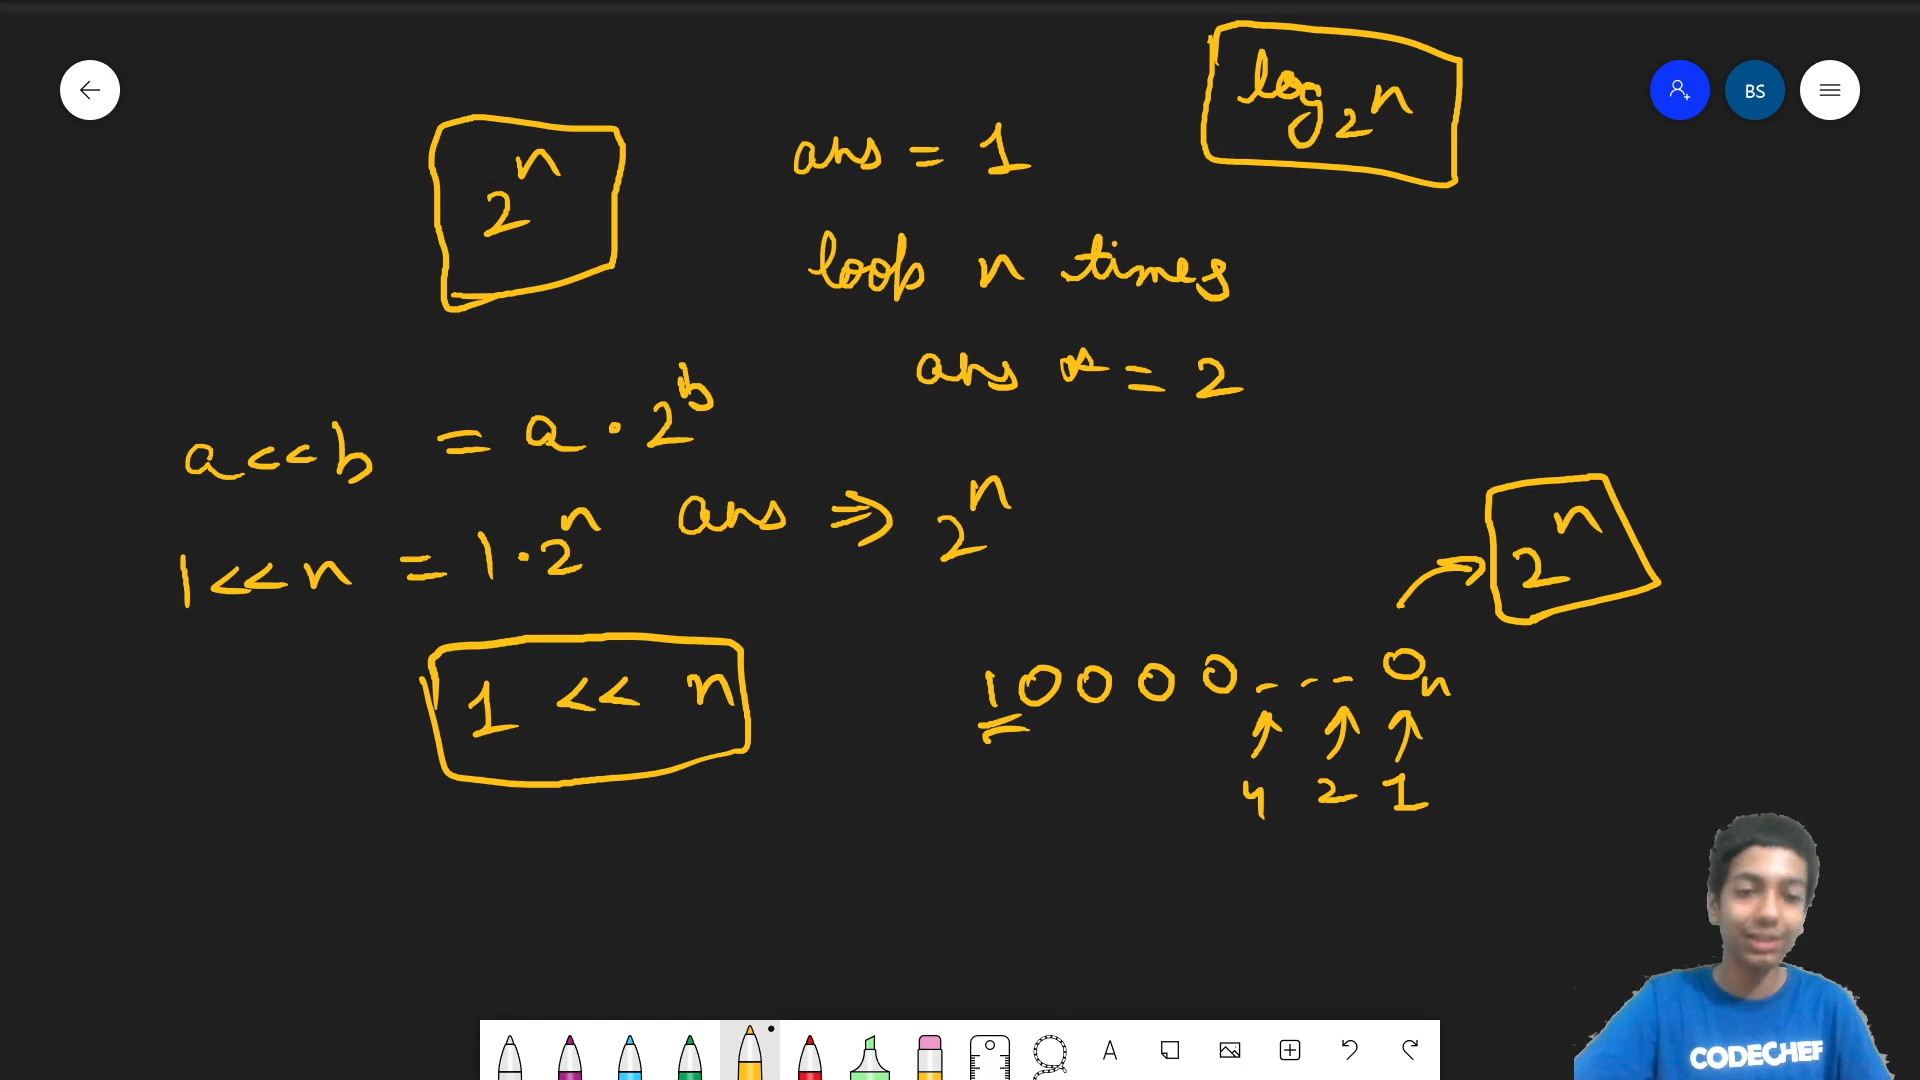 log₂n
BS
2ⁿ
ans = 1
loop n times
ans *= 2
a<<b = a · 2ᵇ
1<<n = 1 · 2ⁿ
ans ⇒ 2ⁿ
2ⁿ
1 << n
10000 - - - 0n
4 2 1
A
CODECHEF